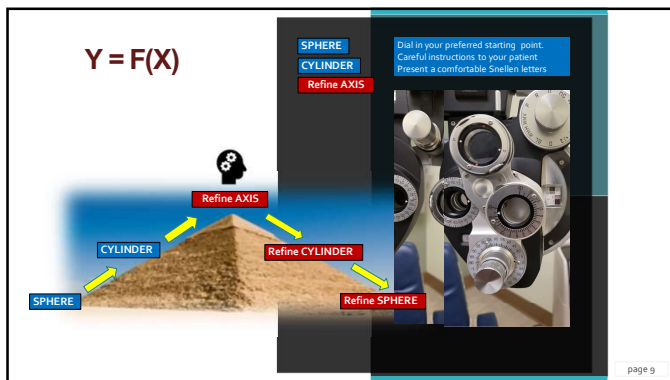 Y = F(X)
SPHERE
CYLINDER
Refine AXIS
Dial in your preferred starting point.
Careful instructions to your patient
Present a comfortable Snellen letters
Refine AXIS
CYLINDER
Refine CYLINDER
SPHERE
Refine SPHERE
page 9